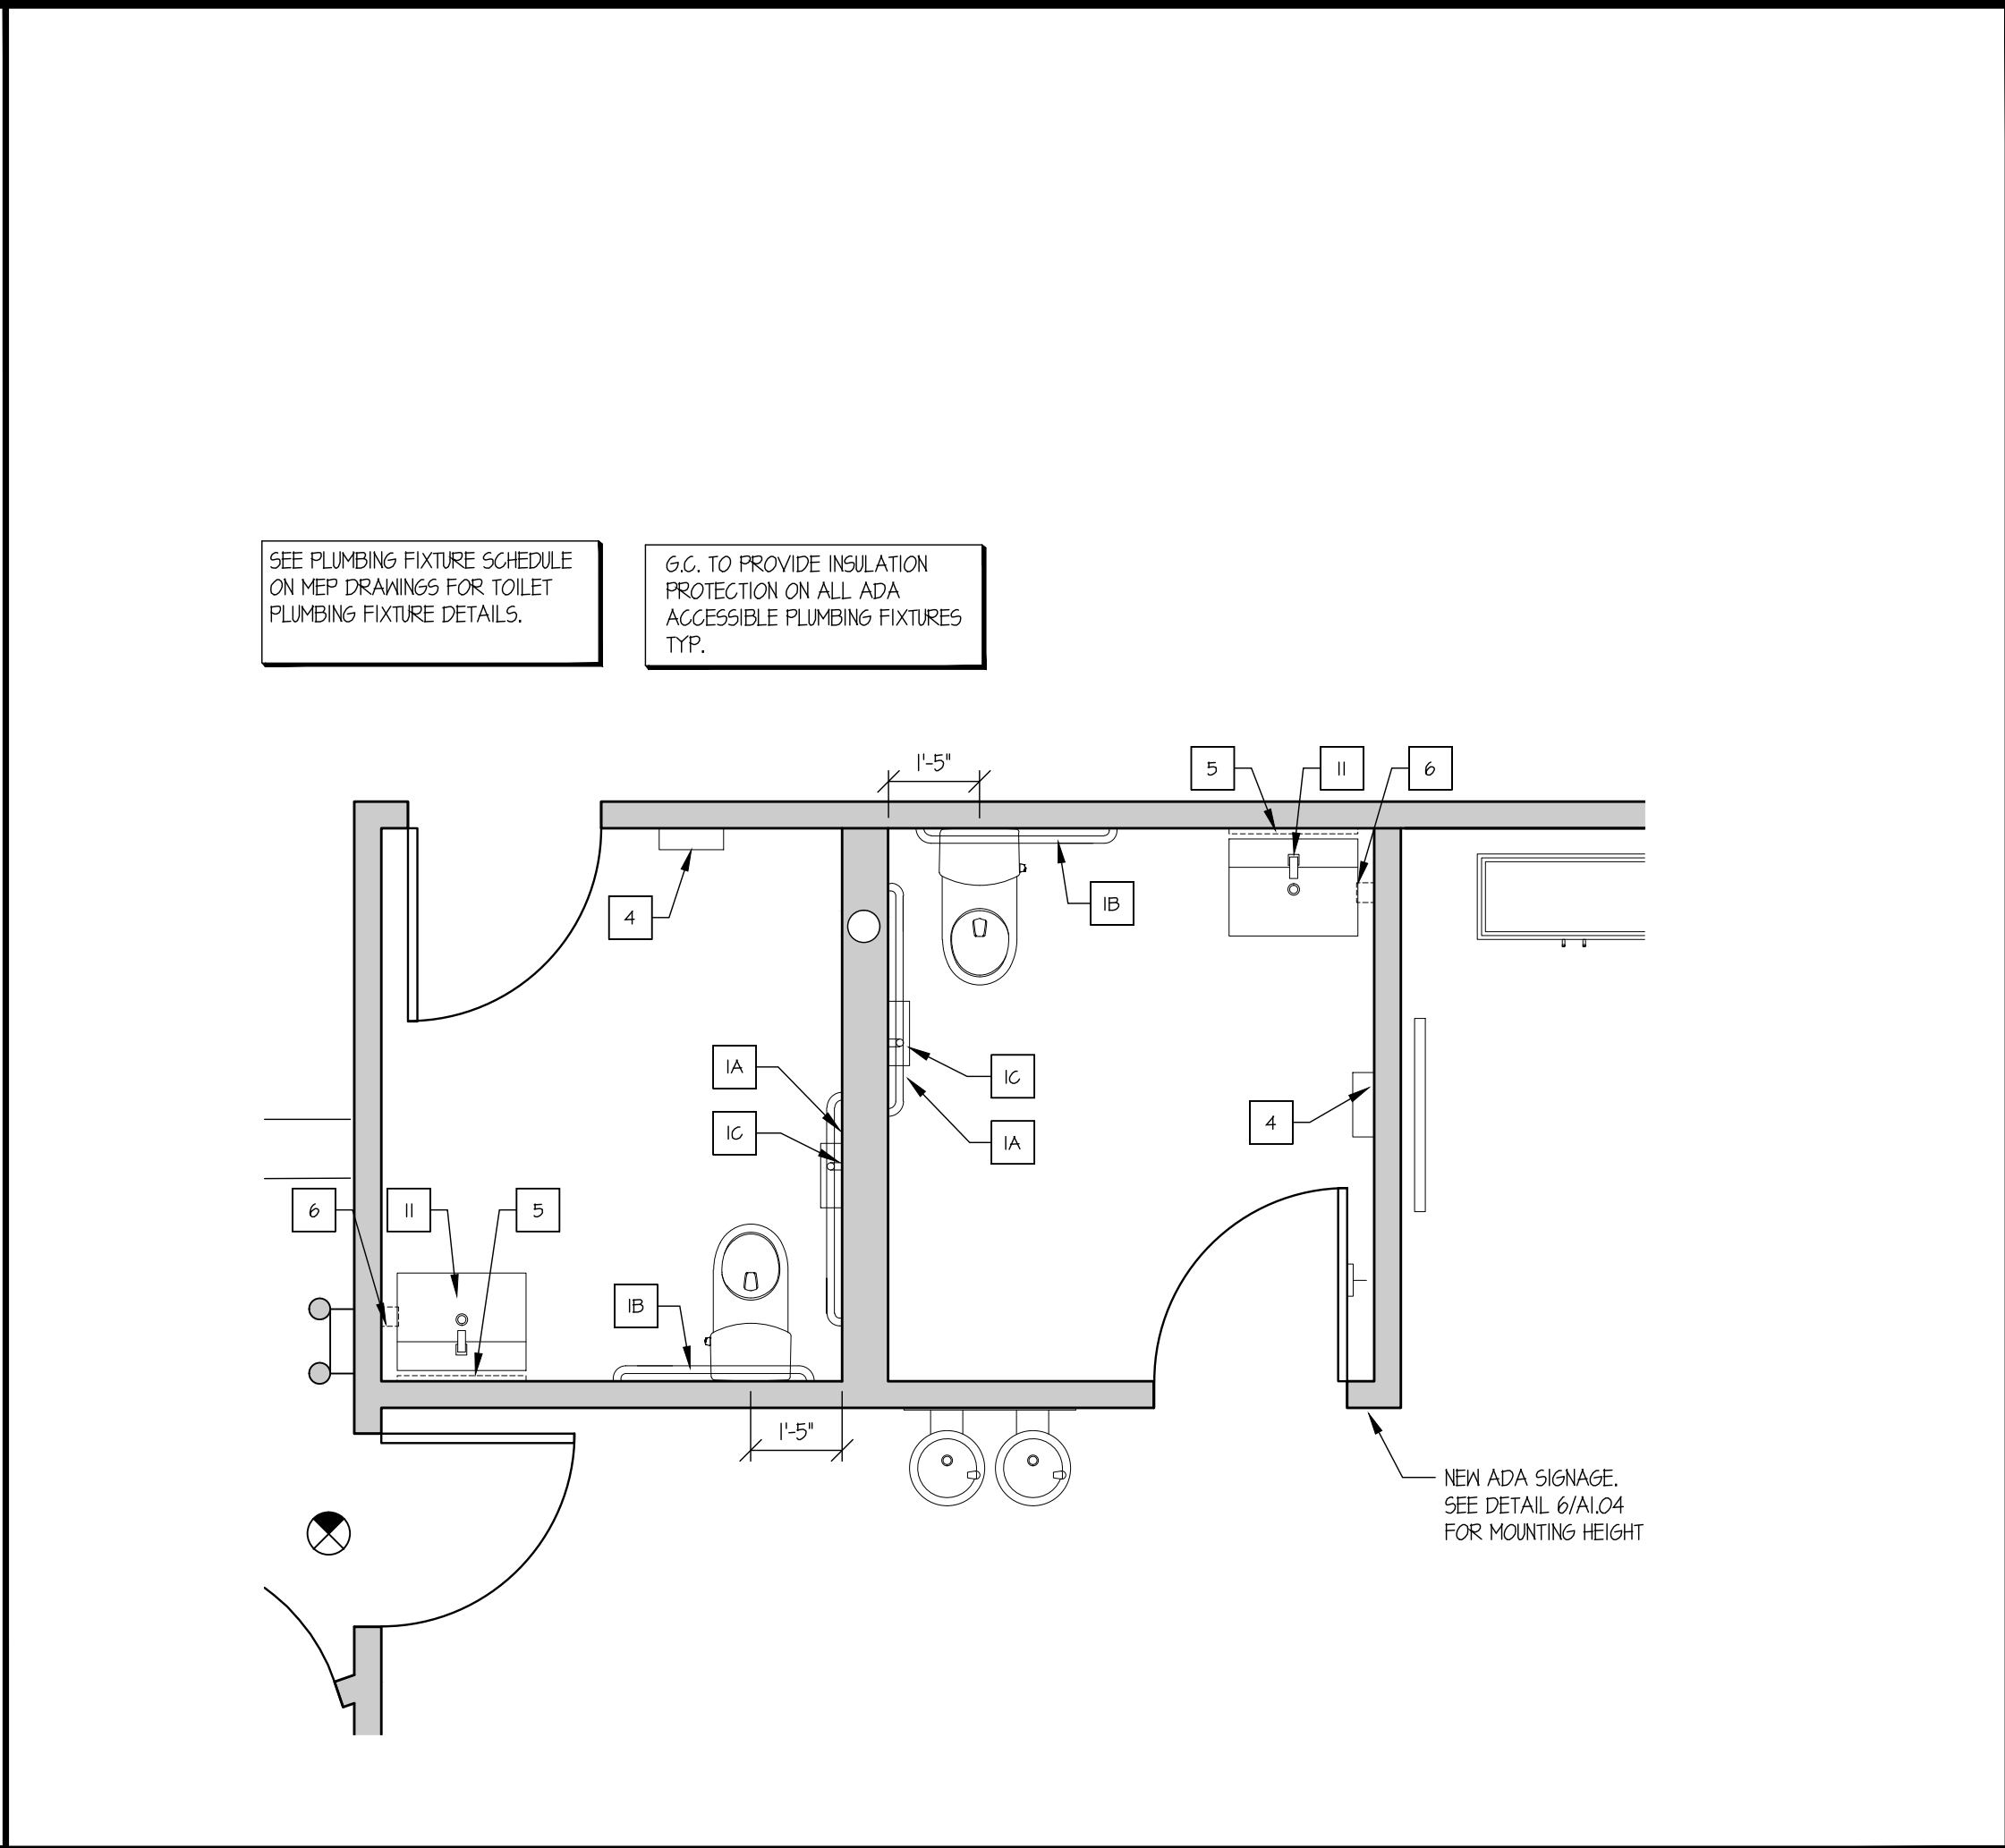 SEE PLUMBING FIXTURE SCHEDULE
ON MEP DRAWINGS FOR TOILET
PLUMBING FIXTURE DETAILS.
G.C. TO PROVIDE INSULATION
PROTECTION ON ALL ADA
ACCESSIBLE PLUMBING FIXTURES
TYP.
1'-5"
5
11
6
1B
4
1A
1C
1C
1A
4
6
11
5
1B
1'-5"
NEW ADA SIGNAGE.
SEE DETAIL 6/A1.04
FOR MOUNTING HEIGHT